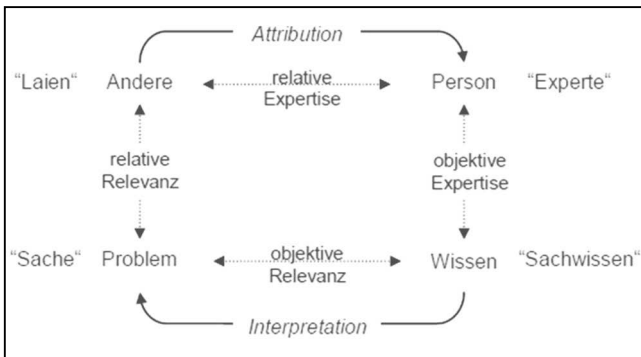 Attribution
"Laien“ Andere relative Person "Experte“
Expertise
relative objektive
Relevanz Expertise
"Sache“ Problem objektive Wissen "Sachwissen“
Relevanz
Interpretation